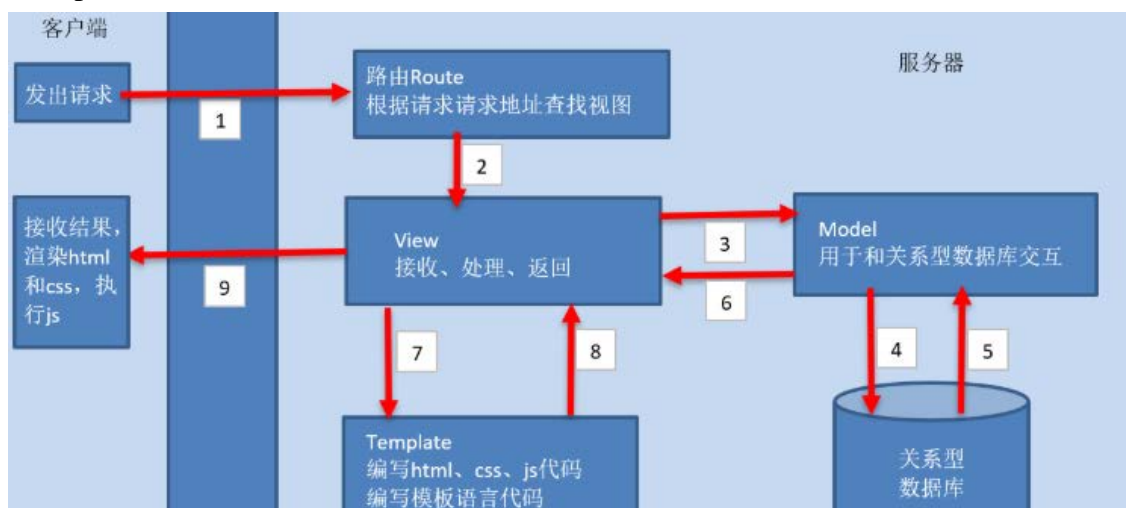 客户端
服务器
发出请求
1
路由Route
根据请求请求地址查找视图
2
接收结果，
渲染html
和css，执
行js
9
View
接收、处理、返回
3
6
Model
用于和关系型数据库交互
7
8
4
5
Template
编写html、css、js代码
编写模板语言代码
关系型
数据库